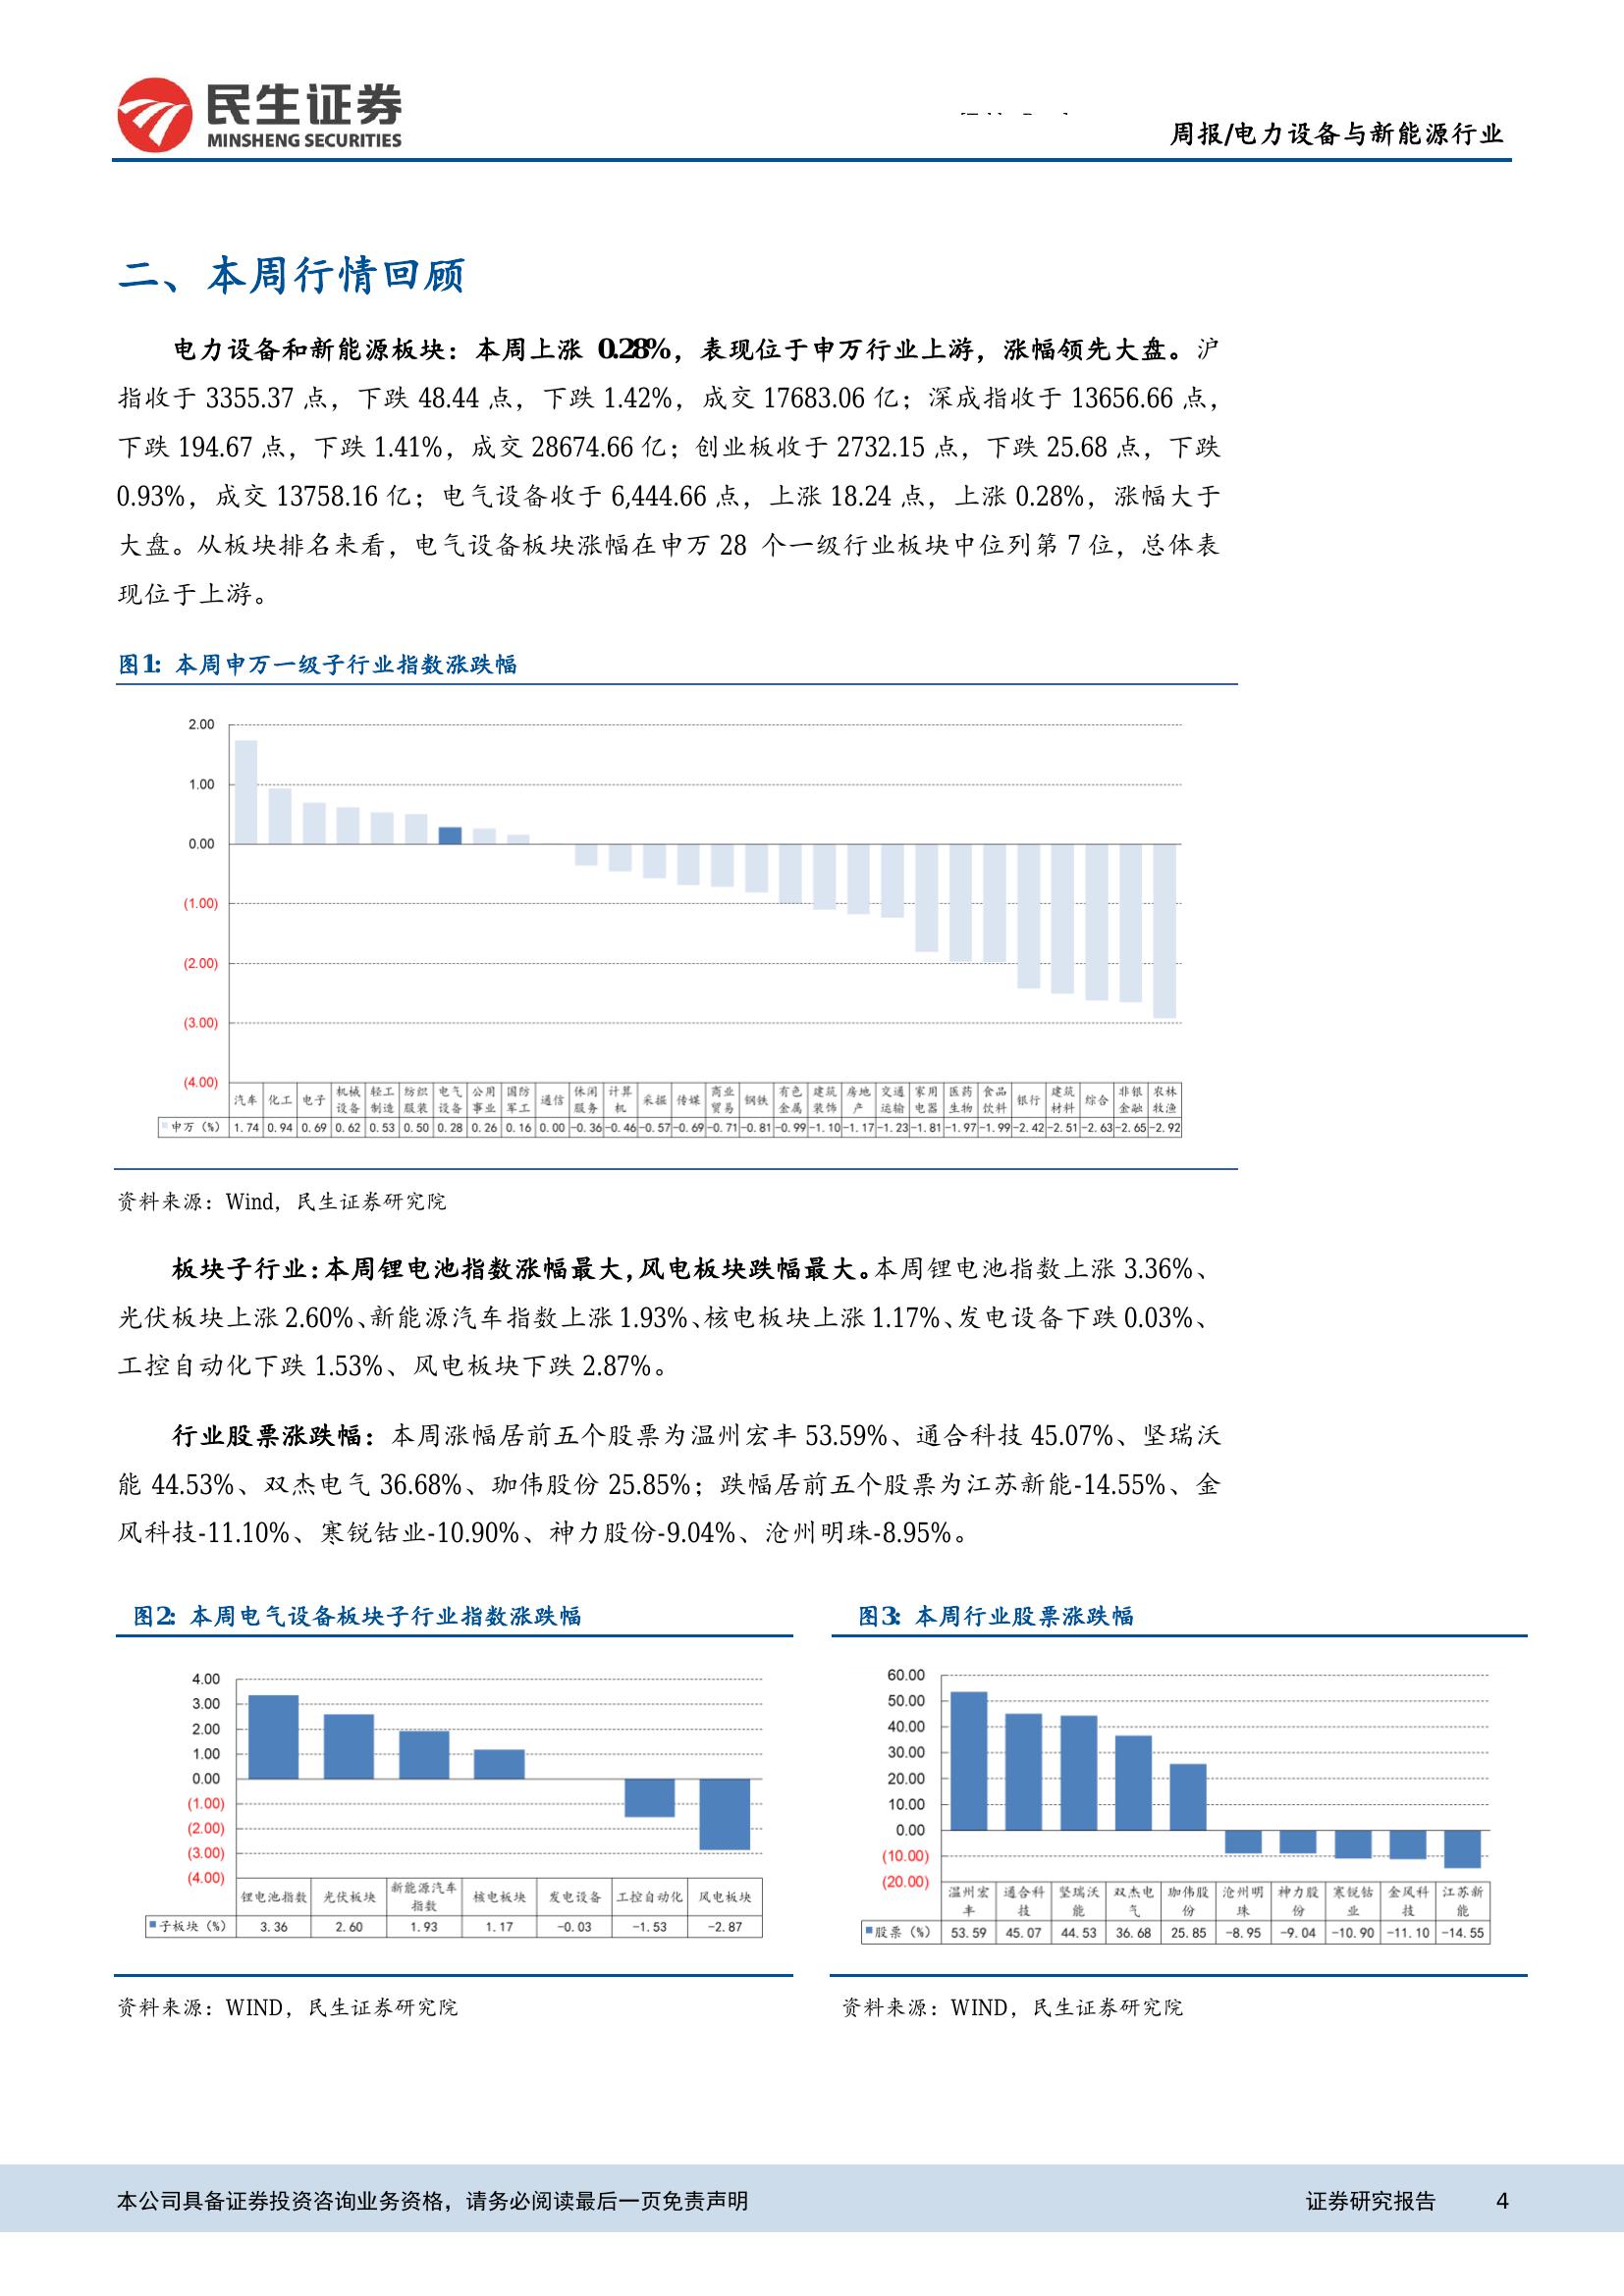 民生证券
MINSHENG SECURITIES
周报/电力设备与新能源行业
二、本周行情回顾
电力设备和新能源板块：本周上涨 0.28%，表现位于申万行业上游，涨幅领先大盘。沪
指收于 3355.37 点，下跌 48.44 点，下跌 1.42%，成交 17683.06 亿；深成指收于 13656.66 点，
下跌 194.67 点，下跌 1.41%，成交 28674.66 亿；创业板收于 2732.15 点，下跌 25.68 点，下跌
0.93%，成交 13758.16 亿；电气设备收于 6,444.66 点，上涨 18.24 点，上涨 0.28%，涨幅大于
大盘。从板块排名来看，电气设备板块涨幅在申万 28 个一级行业板块中位列第 7 位，总体表
现位于上游。
图1：本周申万一级子行业指数涨跌幅
2.00
1.00
0.00
(1.00)
(2.00)
(3.00)
(4.00)
汽车 化工 电子 机械设备 轻工制造 纺织服装 电气设备 公用事业 国防军工 通信 休闲服务 计算机 采掘 传媒 商业贸易 钢铁 有色金属 建筑装饰 房地产 交通运输 家用电器 医药生物 食品饮料 银行 建筑材料 综合 非银金融 农林牧渔
申万（%） 1.74 0.94 0.69 0.62 0.53 0.50 0.28 0.26 0.16 0.00 -0.36 -0.46 -0.57 -0.69 -0.71 -0.81 -0.99 -1.10 -1.17 -1.23 -1.81 -1.97 -1.99 -2.42 -2.51 -2.63 -2.65 -2.92
资料来源：Wind，民生证券研究院
板块子行业：本周锂电池指数涨幅最大，风电板块跌幅最大。本周锂电池指数上涨 3.36%、
光伏板块上涨 2.60%、新能源汽车指数上涨 1.93%、核电板块上涨 1.17%、发电设备下跌 0.03%、
工控自动化下跌 1.53%、风电板块下跌 2.87%。
行业股票涨跌幅：本周涨幅居前五个股票为温州宏丰 53.59%、通合科技 45.07%、坚瑞沃
能 44.53%、双杰电气 36.68%、珈伟股份 25.85%；跌幅居前五个股票为江苏新能-14.55%、金
风科技-11.10%、寒锐钴业-10.90%、神力股份-9.04%、沧州明珠-8.95%。
图2：本周电气设备板块子行业指数涨跌幅
4.00
3.00
2.00
1.00
0.00
(1.00)
(2.00)
(3.00)
(4.00)
锂电池指数 光伏板块 新能源汽车指数 核电板块 发电设备 工控自动化 风电板块
子板块（%） 3.36 2.60 1.93 1.17 -0.03 -1.53 -2.87
资料来源：WIND，民生证券研究院
图3：本周行业股票涨跌幅
60.00
50.00
40.00
30.00
20.00
10.00
0.00
(10.00)
(20.00)
温州宏丰 通合科技 坚瑞沃能 双杰电气 珈伟股份 沧州明珠 神力股份 寒锐钴业 金风科技 江苏新能
股票（%） 53.59 45.07 44.53 36.68 25.85 -8.95 -9.04 -10.90 -11.10 -14.55
资料来源：WIND，民生证券研究院
本公司具备证券投资咨询业务资格，请务必阅读最后一页免责声明
证券研究报告 4